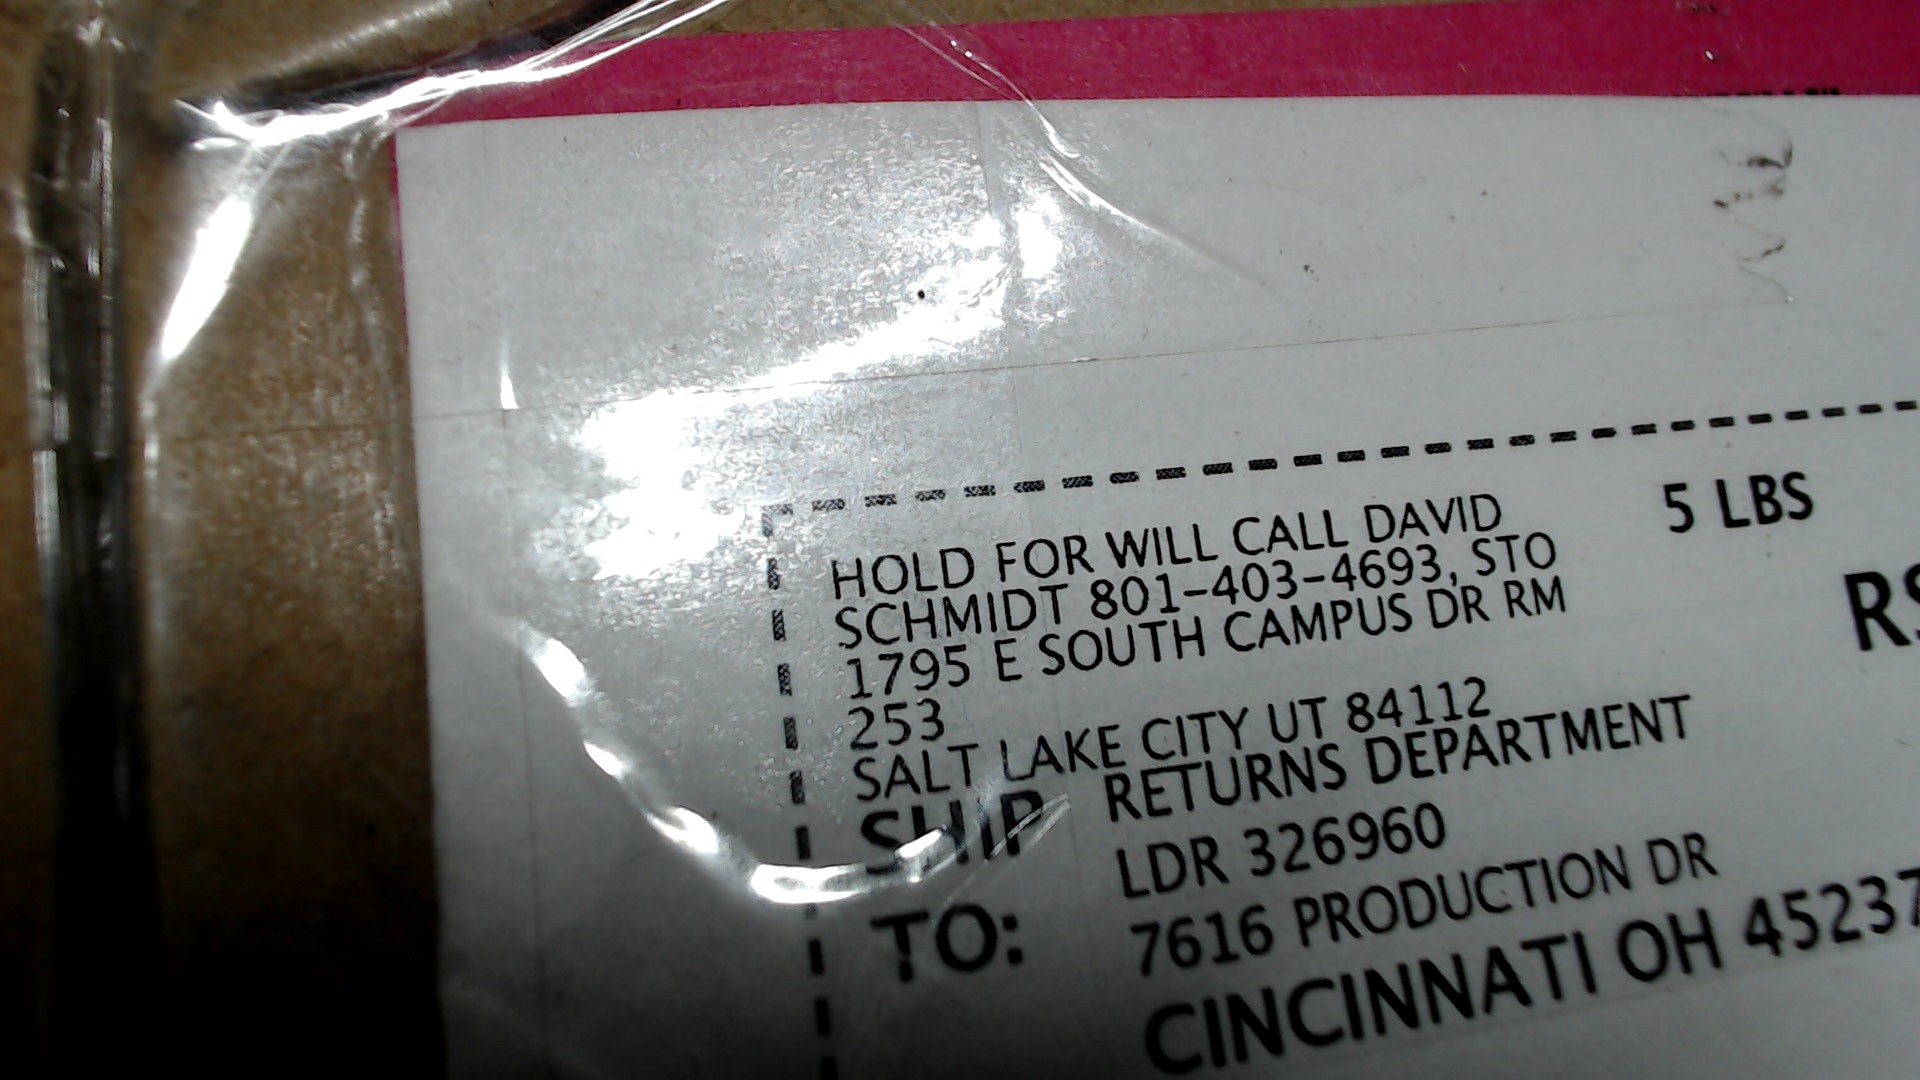 HOLD FOR WILL CALL DAVID
SCHMIDT 801-403-4693, STO
1795 E SOUTH CAMPUS DR RM
253
SALT LAKE CITY UT 84112
5 LBS
SHIP
TO:
RETURNS DEPARTMENT
LDR 326960
7616 PRODUCTION DR
CINCINNATI OH 45237